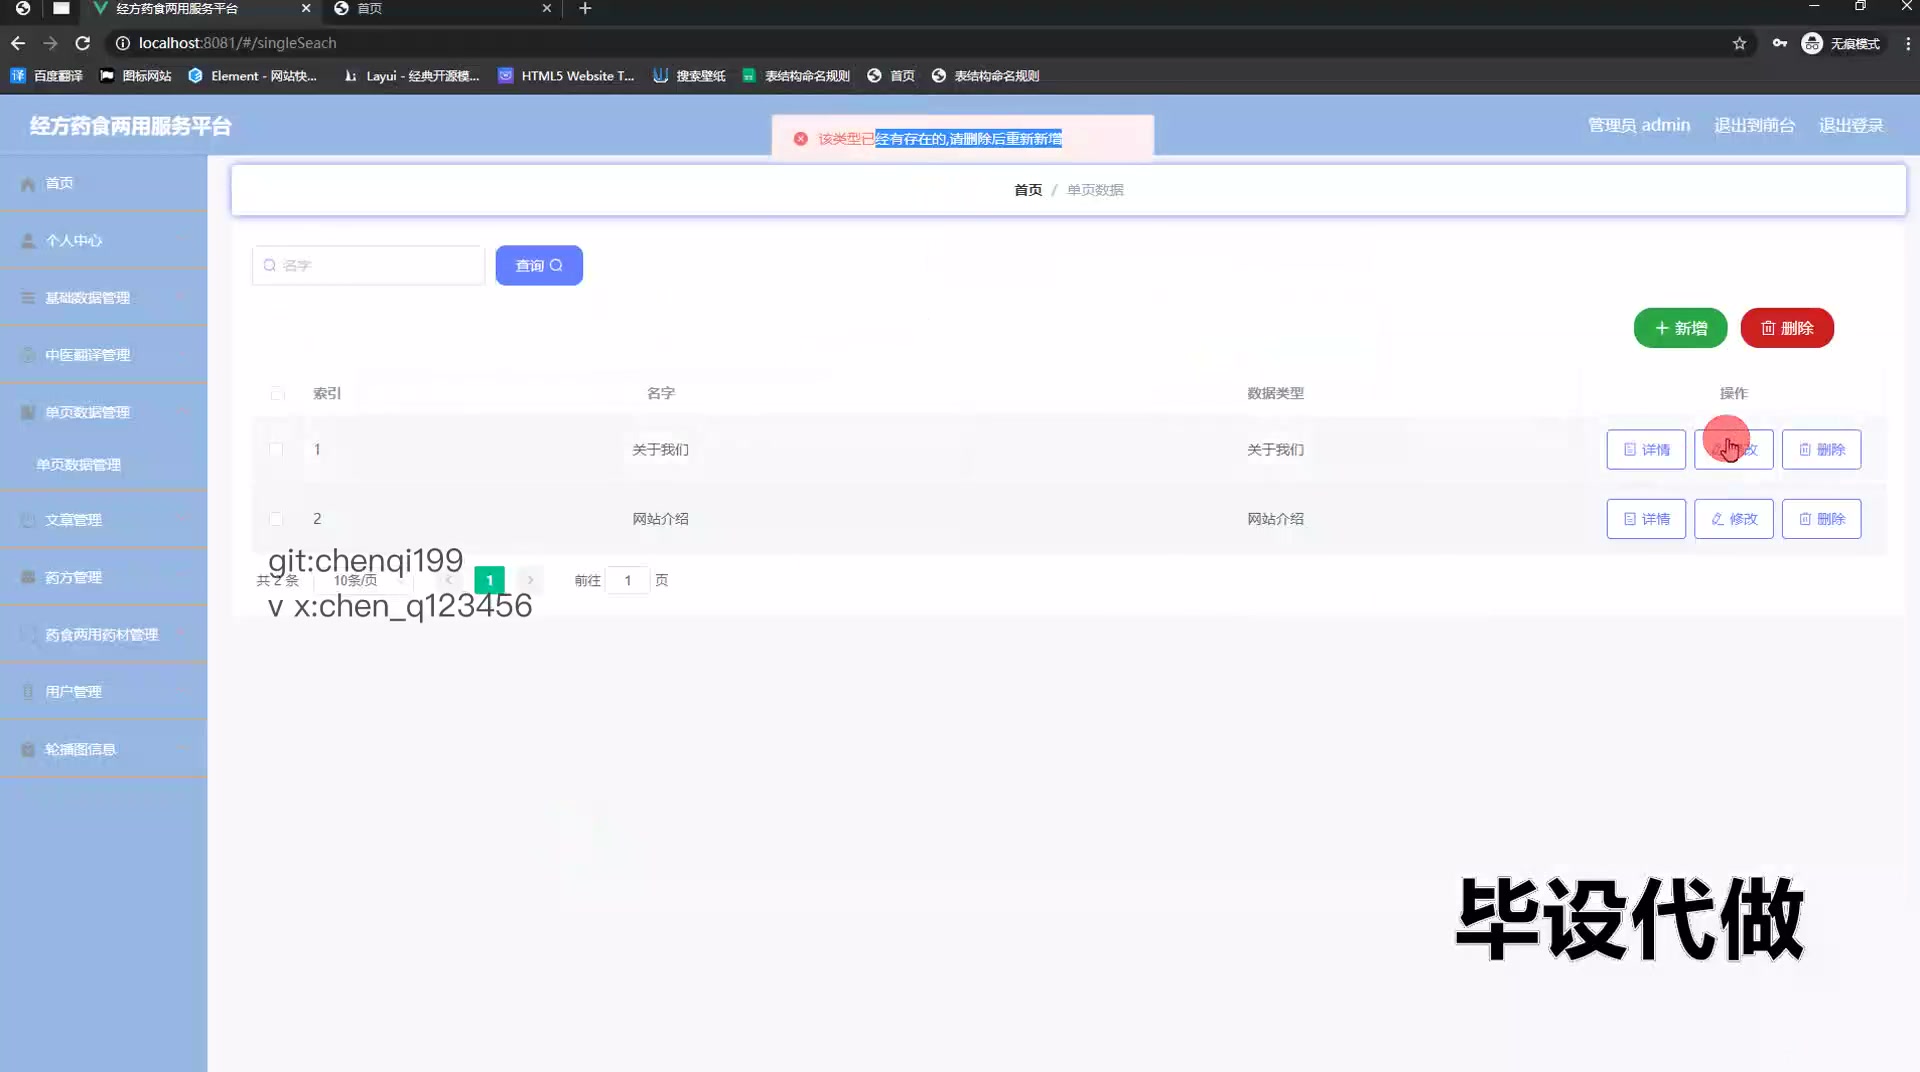 经方药食两用服务平台
首页
localhost:8081/#/singleSeach
无痕模式
百度翻译
图标网站
Element - 网站快...
Layui - 经典开源模...
HTML5 Website T...
搜索壁纸
表结构命名规则
首页
表结构命名规则
经方药食两用服务平台
该类型已经有存在的,请删除后重新新增
管理员 admin
退出到前台
退出登录
首页
个人中心
基础数据管理
中医翻译管理
单页数据管理
单页数据管理
文章管理
药方管理
药食两用药材管理
用户管理
轮播图信息
首页 / 单页数据
名字
查询
新增
删除
索引 名字 数据类型 操作
1 关于我们 关于我们 详情 改 删除
2 网站介绍 网站介绍 详情 修改 删除
git:chenqi199
共 2 条 10条/页 1 前往 1 页
v x:chen_q123456
毕设代做